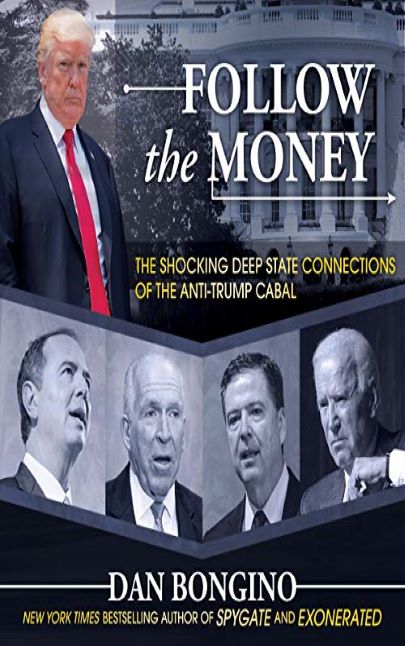 FOLLOW
the MONEY
THE SHOCKING DEEP STATE CONNECTIONS
OF THE ANTI-TRUMP CABAL
DAN BONGINO
NEW YORK TIMES BESTSELLING AUTHOR OF SPYGATE AND EXONERATED